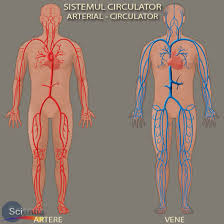 SISTEMUL CIRCULATOR
ARTERIAL - CIRCULATOR
ARTERE
VENE